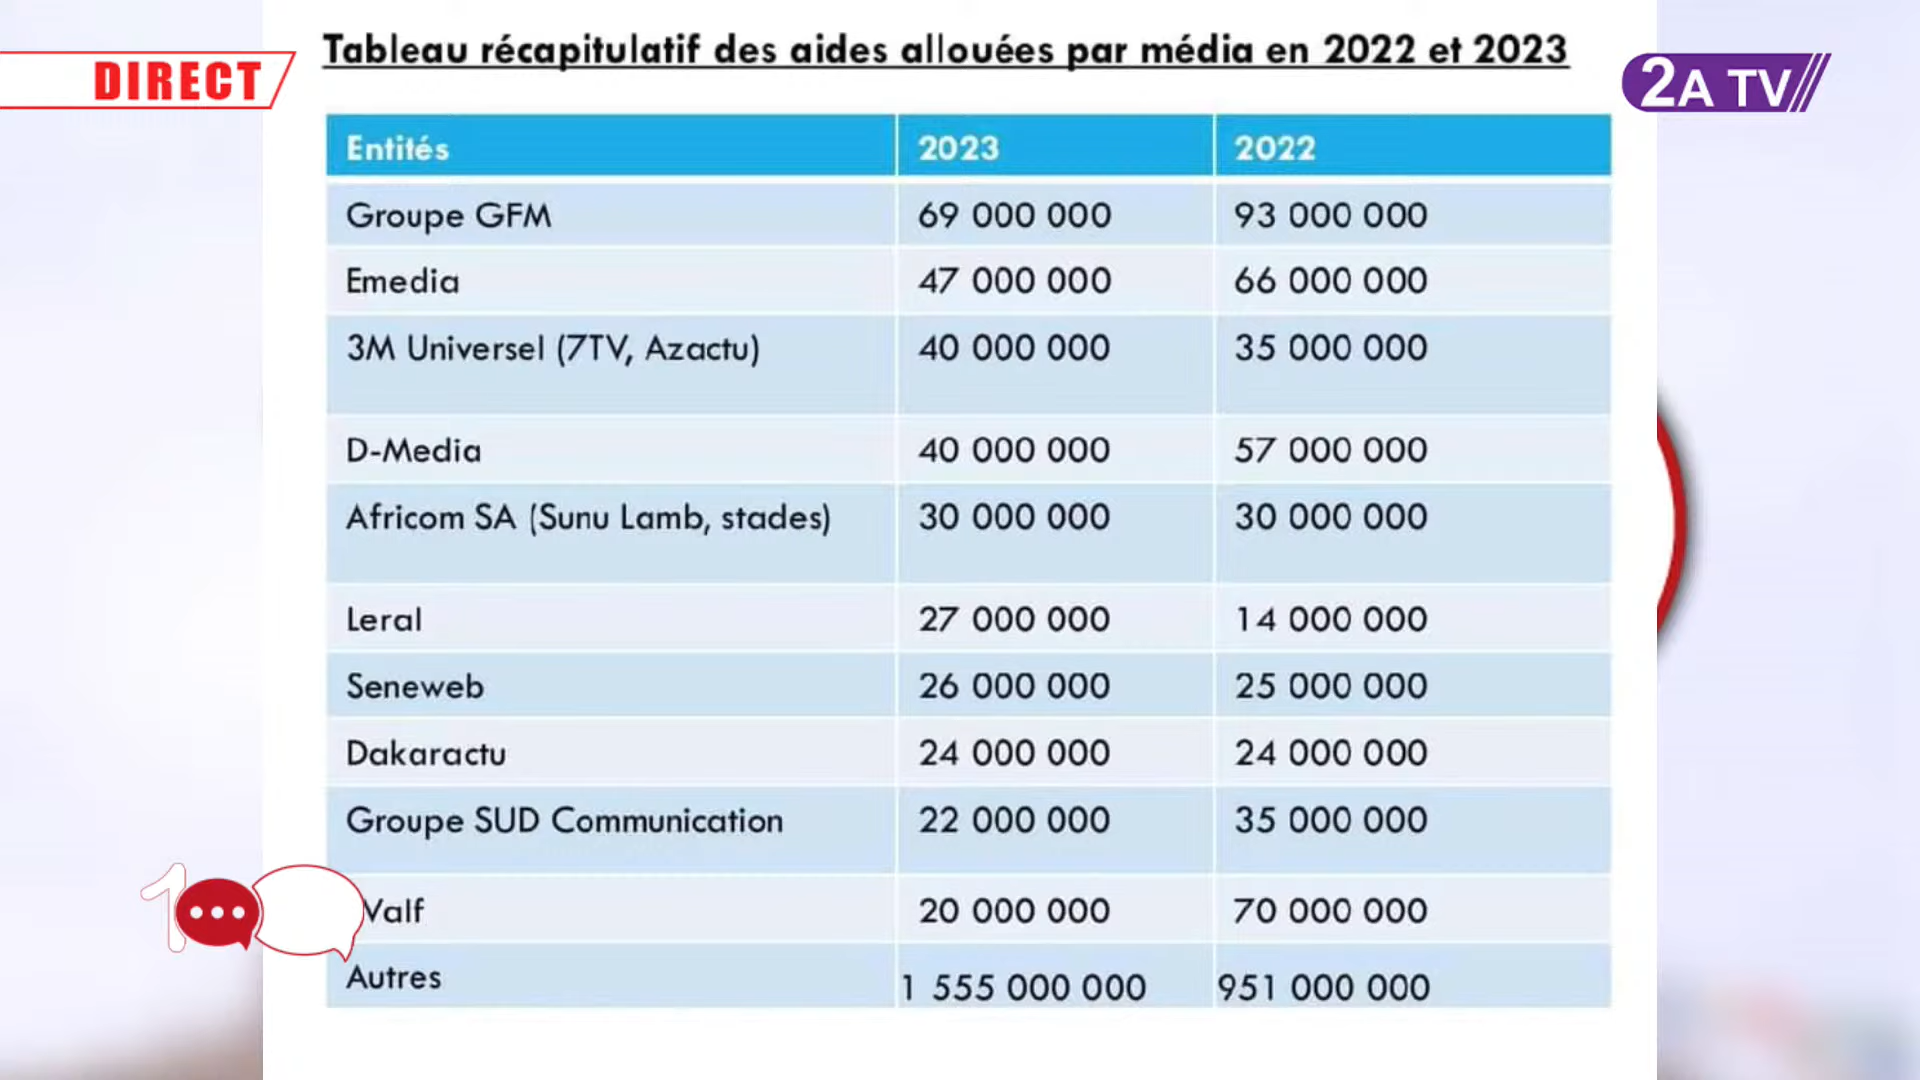 DIRECT
Tableau récapitulatif des aides allouées par média en 2022 et 2023
2A TV
Entités 2023 2022
Groupe GFM 69 000 000 93 000 000
Emedia 47 000 000 66 000 000
3M Universel (7TV, Azactu) 40 000 000 35 000 000
D-Media 40 000 000 57 000 000
Africom SA (Sunu Lamb, stades) 30 000 000 30 000 000
Leral 27 000 000 14 000 000
Seneweb 26 000 000 25 000 000
Dakaractu 24 000 000 24 000 000
Groupe SUD Communication 22 000 000 35 000 000
20 000 000 70 000 000
Autres 1 555 000 000 951 000 000